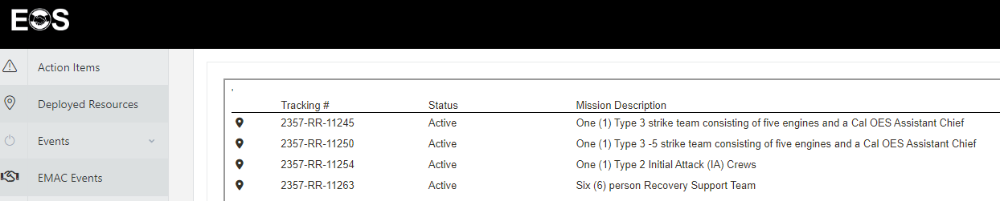 EOS
Action Items
Deployed Resources
Events
EMAC Events
Tracking # Status Mission Description
2357-RR-11245 Active One (1) Type 3 strike team consisting of five engines and a Cal OES Assistant Chief
2357-RR-11250 Active One (1) Type 3 -5 strike team consisting of five engines and a Cal OES Assistant Chief
2357-RR-11254 Active One (1) Type 2 Initial Attack (IA) Crews
2357-RR-11263 Active Six (6) person Recovery Support Team